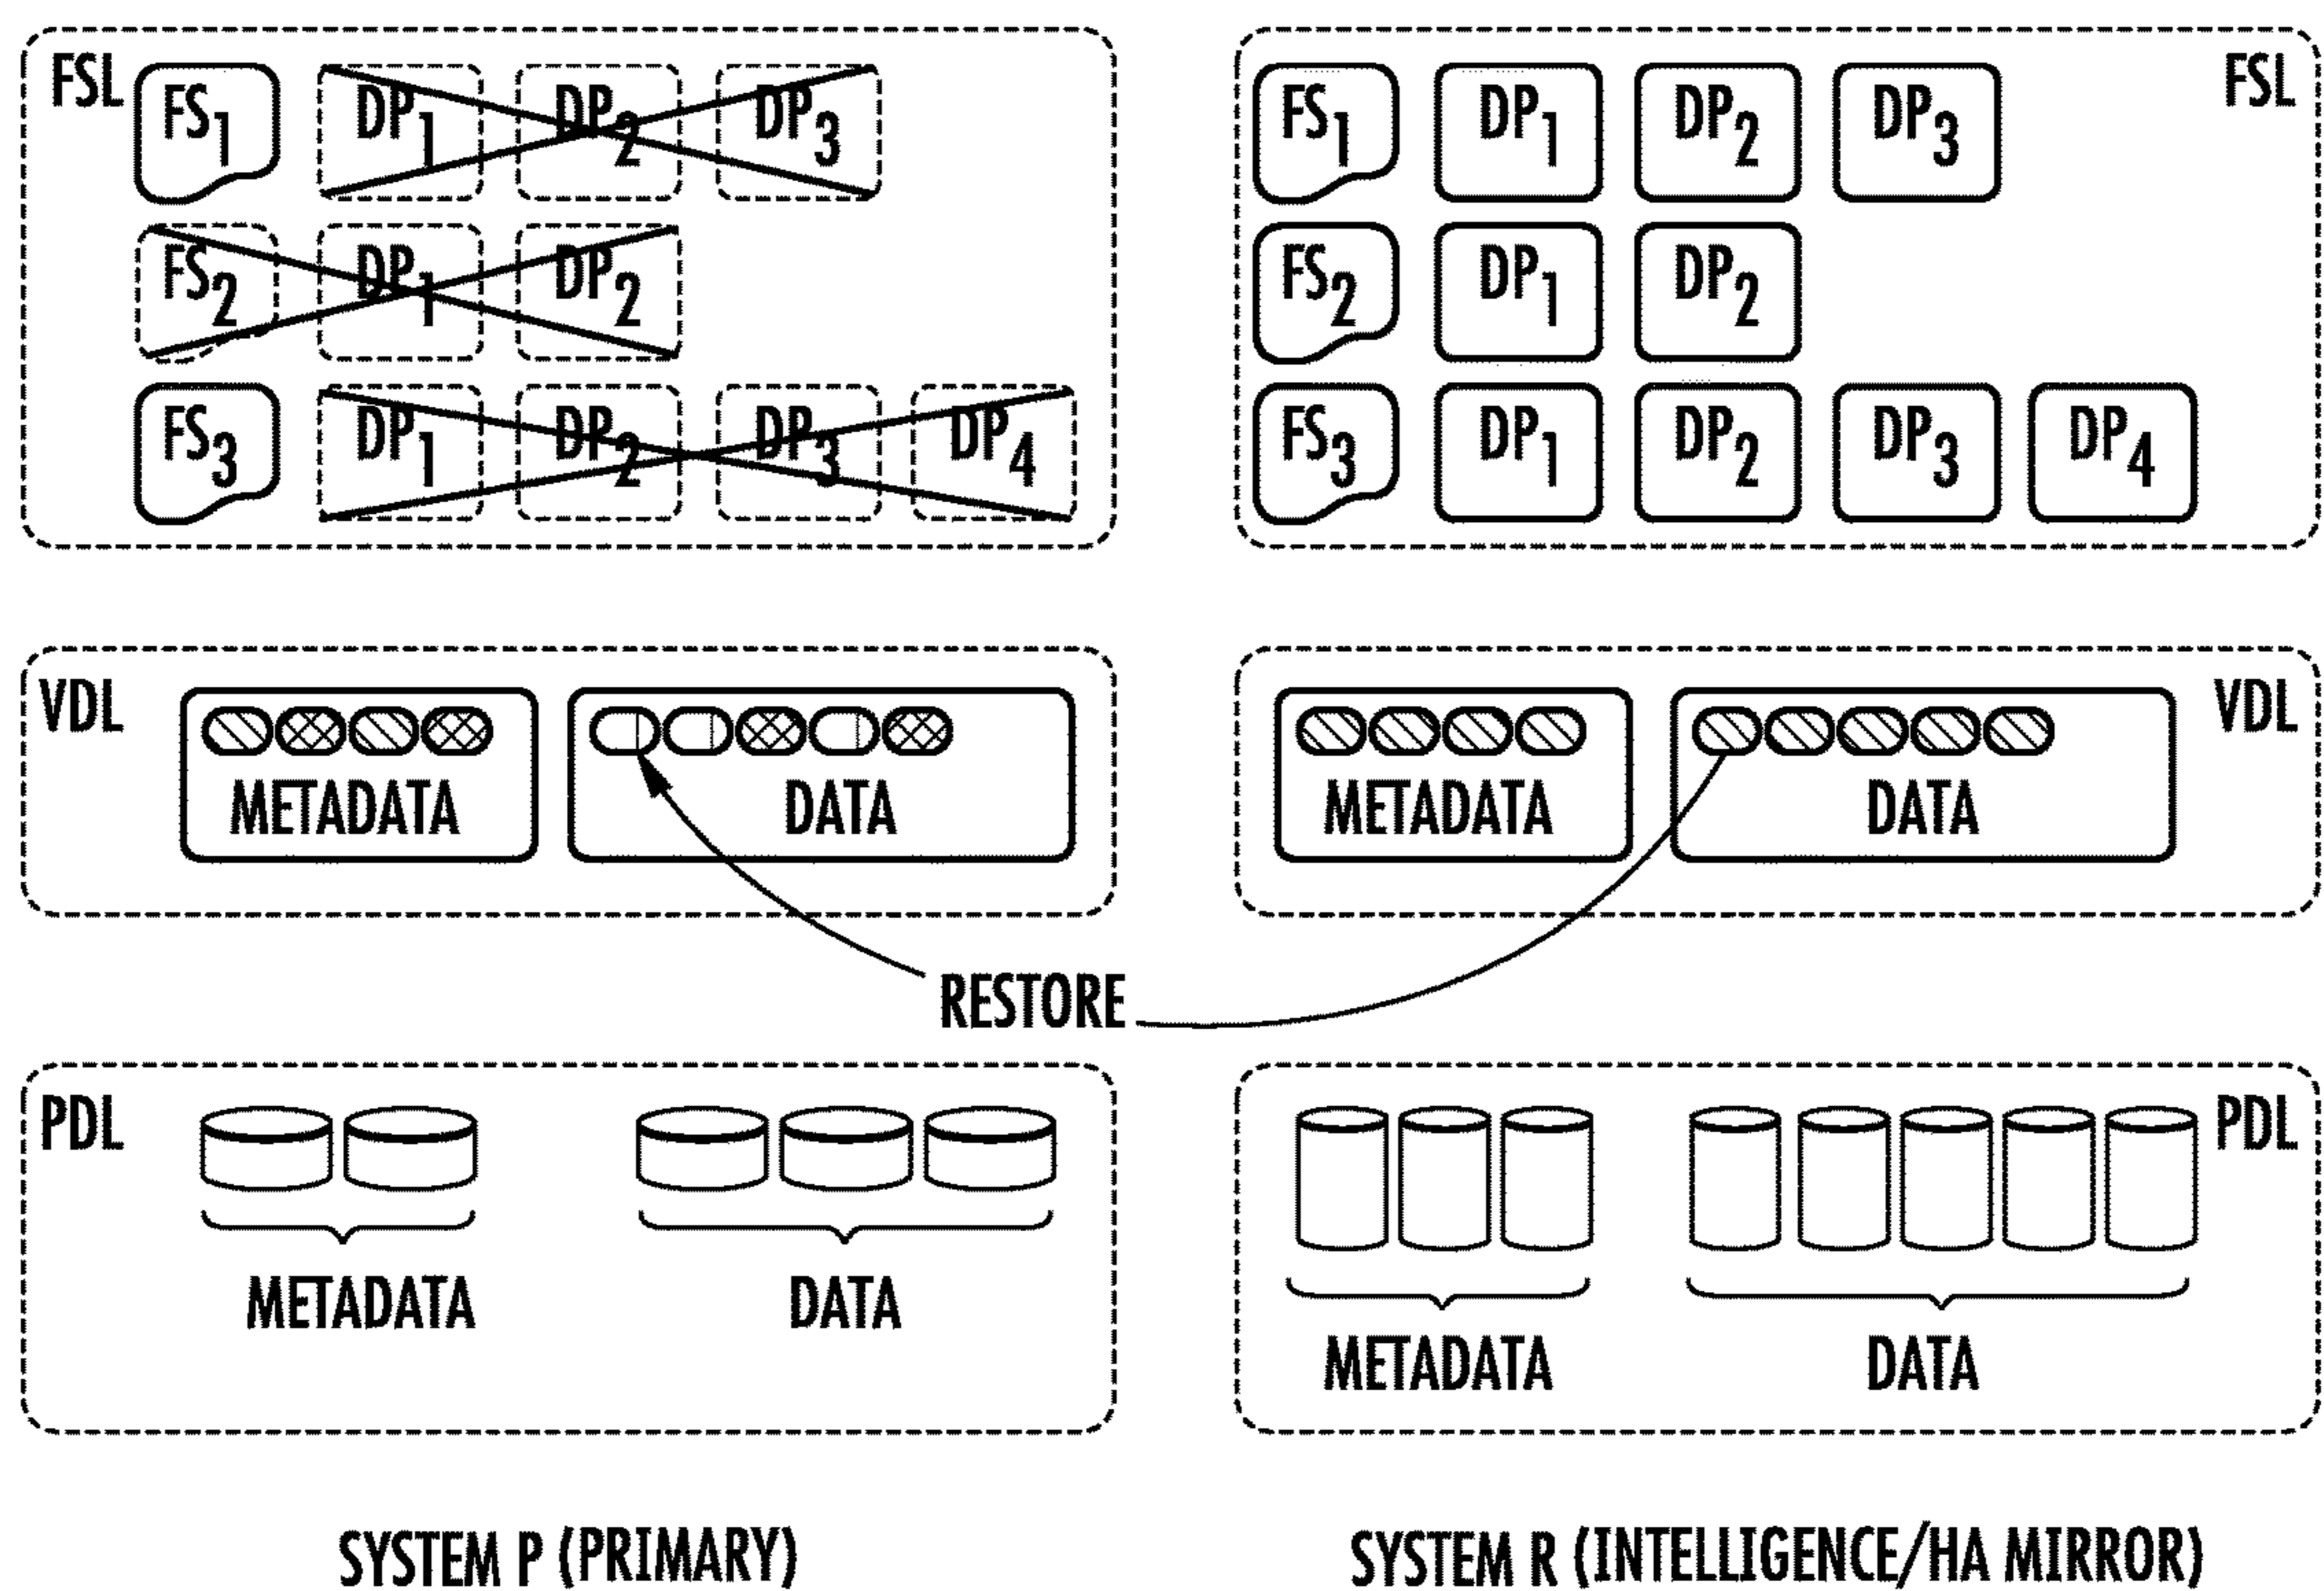 FSL
FS1 DP1 DP2 DP3
FS2 DP1 DP2
FS3 DP1 DP2 DP3 DP4
FSL
FS1 DP1 DP2 DP3
FS2 DP1 DP2
FS3 DP1 DP2 DP3 DP4
VDL
METADATA
DATA
VDL
METADATA
DATA
RESTORE
PDL
METADATA
DATA
PDL
METADATA
DATA
SYSTEM P (PRIMARY)
SYSTEM R (INTELLIGENCE/HA MIRROR)